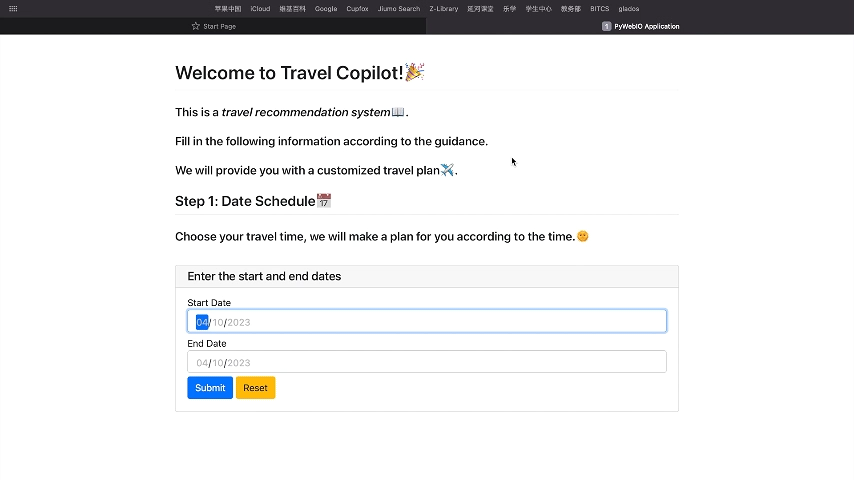 苹果中国 iCloud 维基百科 Google Cupfox Jiumo Search Z-Library 延河课堂 乐学 学生中心 教务部 BITCS glados
Start Page
1 PyWebIO Application
Welcome to Travel Copilot!🎉
This is a travel recommendation system📖.
Fill in the following information according to the guidance.
We will provide you with a customized travel plan✈️.
Step 1: Date Schedule📅
Choose your travel time, we will make a plan for you according to the time.😊
Enter the start and end dates
Start Date
04/10/2023
End Date
04/10/2023
Submit Reset